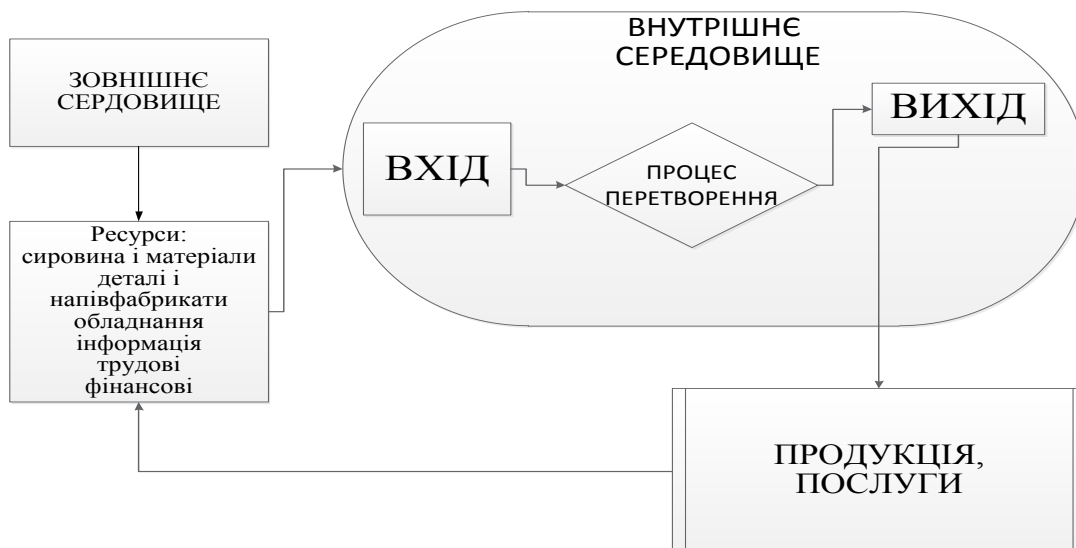 ЗОВНІШНЄ
СЕРДОВИЩЕ
Ресурси:
сировина і матеріали
деталі і
напівфабрикати
обладнання
інформація
трудові
фінансові
ВНУТРІШНЄ
СЕРЕДОВИЩЕ
ВХІД
ПРОЦЕС
ПЕРЕТВОРЕННЯ
ВИХІД
ПРОДУКЦІЯ,
ПОСЛУГИ